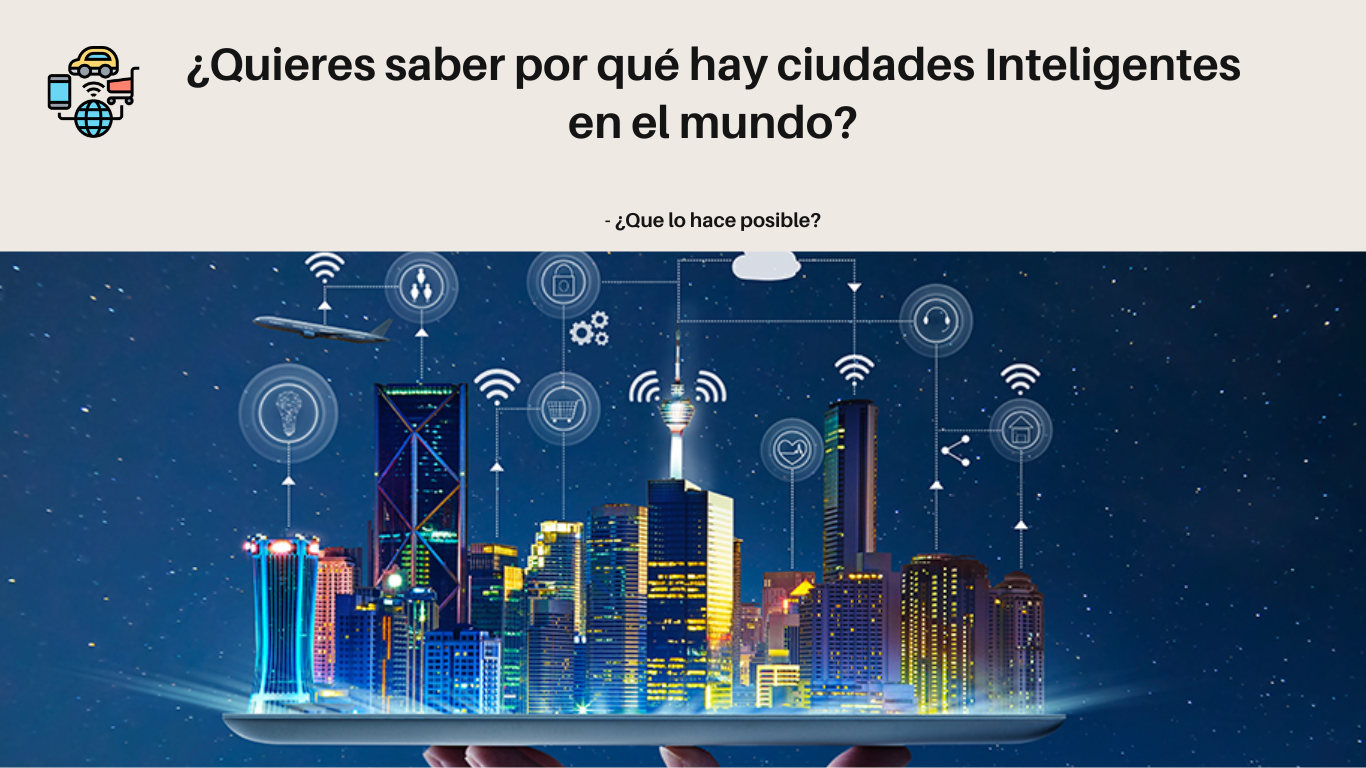 ¿Quieres saber por qué hay ciudades Inteligentes
en el mundo?
- ¿Que lo hace posible?